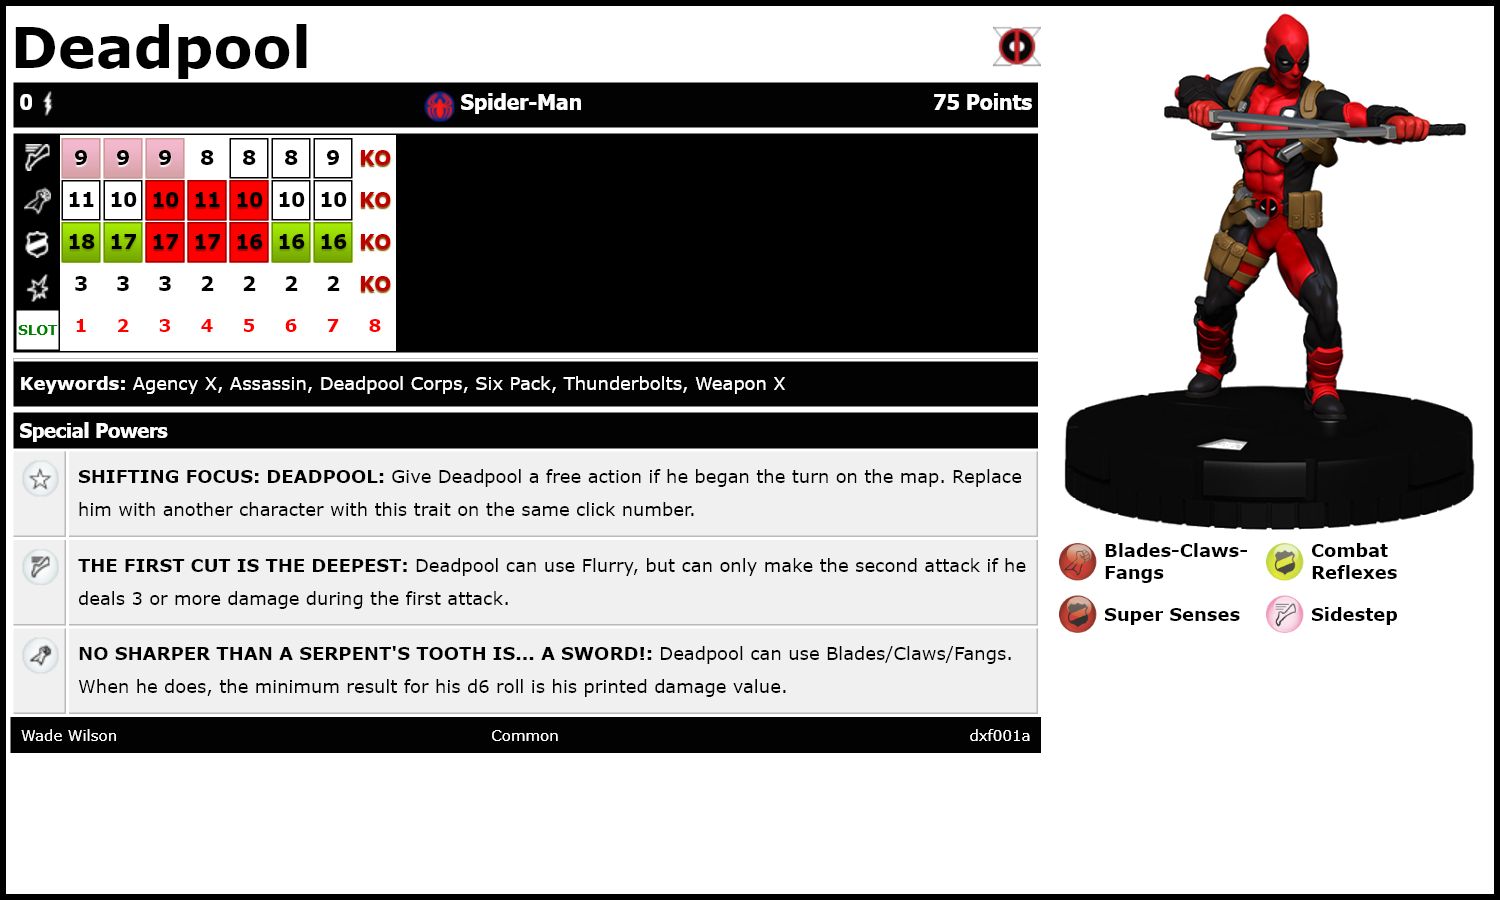 Deadpool
0 Spider-Man 75 Points
9 9 9 8 8 8 9 KO
11 10 10 11 10 10 10 KO
18 17 17 17 16 16 16 KO
3 3 3 2 2 2 2 KO
SLOT 1 2 3 4 5 6 7 8
Keywords: Agency X, Assassin, Deadpool Corps, Six Pack, Thunderbolts, Weapon X
Special Powers
SHIFTING FOCUS: DEADPOOL: Give Deadpool a free action if he began the turn on the map. Replace
him with another character with this trait on the same click number.
THE FIRST CUT IS THE DEEPEST: Deadpool can use Flurry, but can only make the second attack if he
deals 3 or more damage during the first attack.
NO SHARPER THAN A SERPENT'S TOOTH IS... A SWORD!: Deadpool can use Blades/Claws/Fangs.
When he does, the minimum result for his d6 roll is his printed damage value.
Wade Wilson Common dxf001a
Blades-Claws-
Fangs
Combat
Reflexes
Super Senses
Sidestep